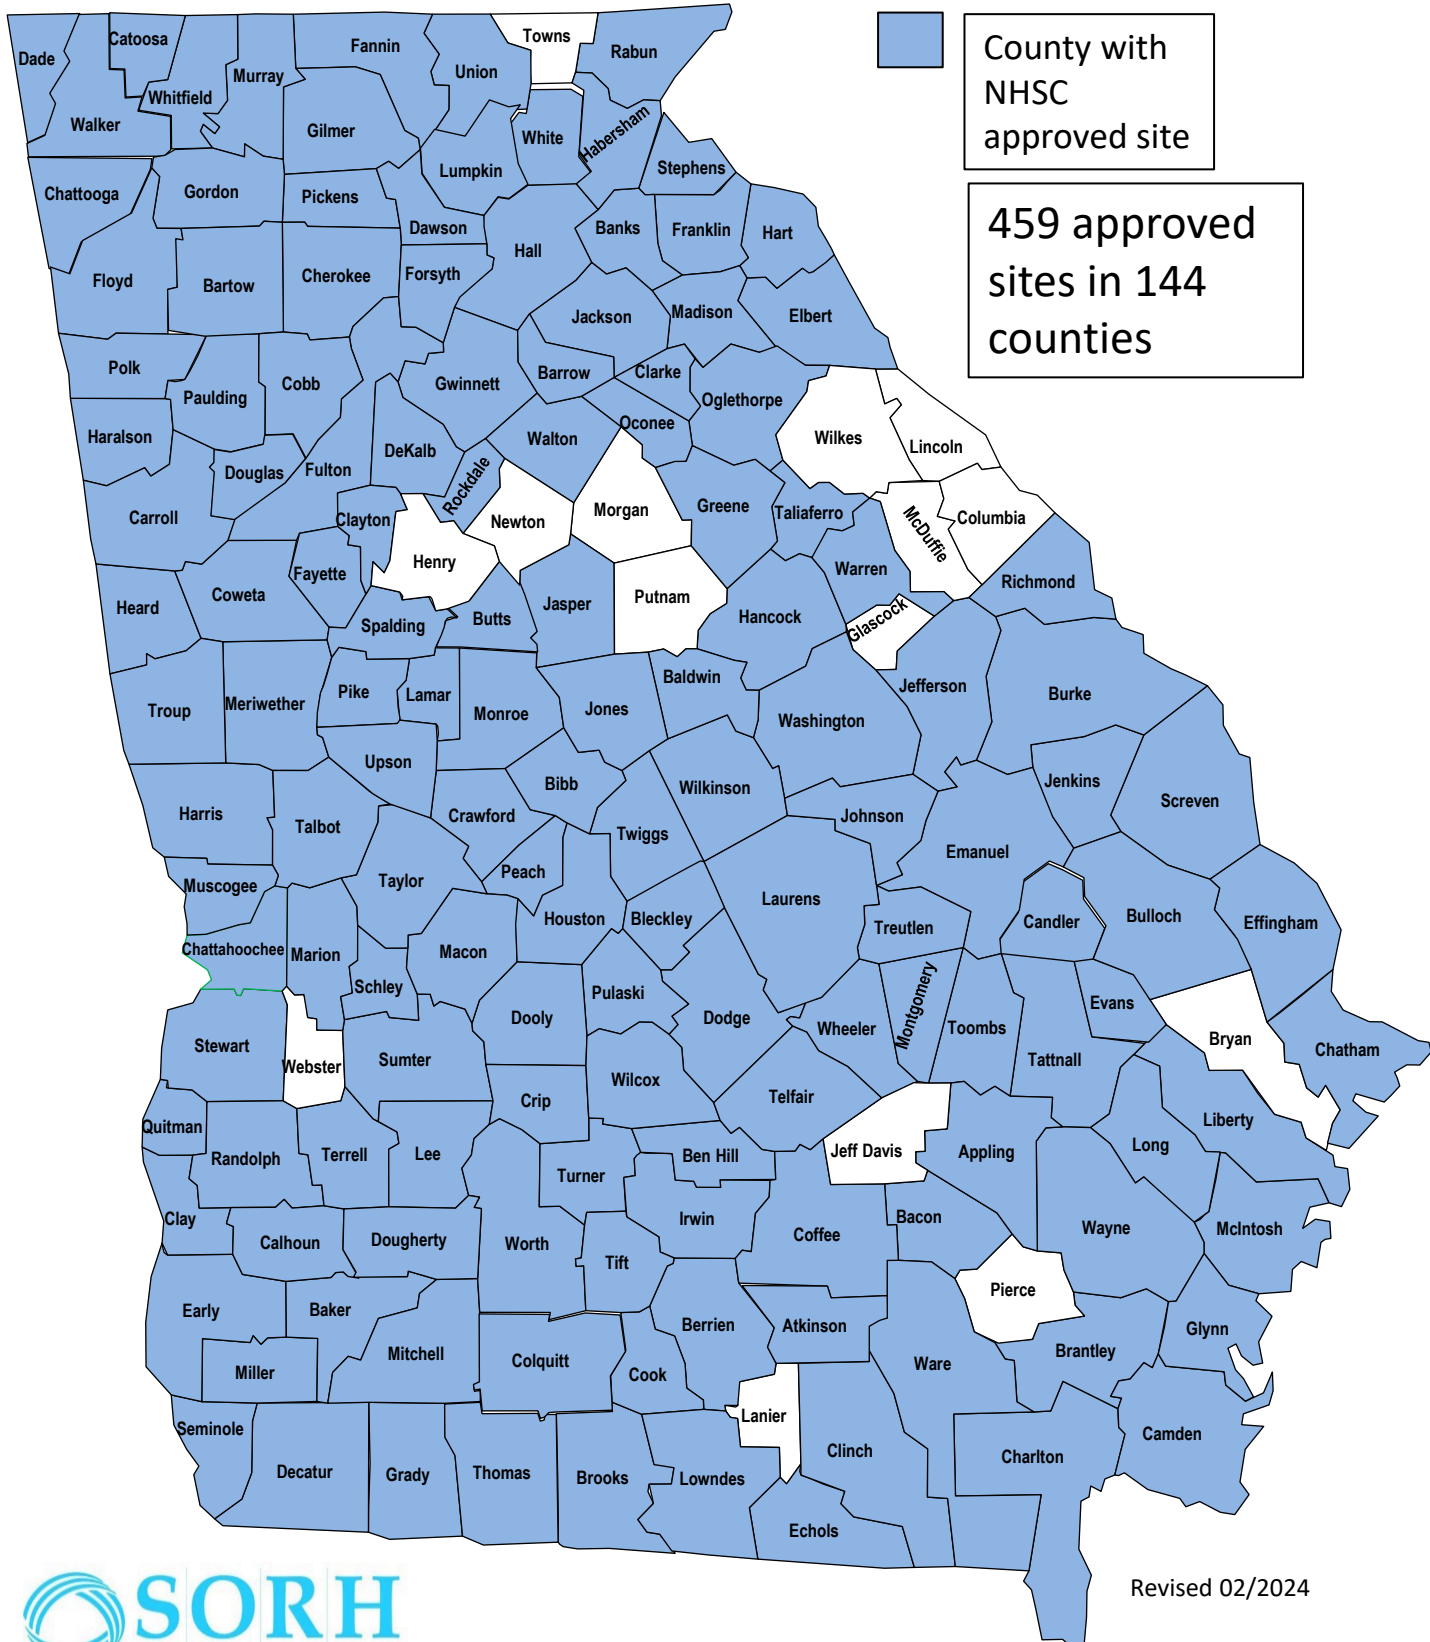 Towns
Catoosa
Fannin
Rabun
Dade
Union
Murray
Whitfield
Walker
Gilmer
White
Habersham
Lumpkin
Stephens
Chattooga
Gordon
Pickens
Dawson
Banks
Franklin
Hart
Hall
Floyd
Bartow
Cherokee
Forsyth
Jackson
Madison
Elbert
Polk
Paulding
Cobb
Gwinnett
Barrow
Clarke
Oglethorpe
Haralson
Douglas
Fulton
DeKalb
Walton
Oconee
Wilkes
Lincoln
Carroll
Clayton
Rockdale
Newton
Morgan
Greene
Taliaferro
McDuffie
Columbia
Heard
Coweta
Fayette
Henry
Spalding
Butts
Jasper
Putnam
Hancock
Warren
Glascock
Richmond
Troup
Meriwether
Pike
Lamar
Monroe
Jones
Baldwin
Washington
Jefferson
Burke
Upson
Bibb
Wilkinson
Jenkins
Screven
Harris
Talbot
Crawford
Twiggs
Johnson
Emanuel
Muscogee
Taylor
Peach
Houston
Bleckley
Laurens
Treutlen
Candler
Bulloch
Effingham
Chattahoochee
Marion
Macon
Schley
Dooly
Pulaski
Dodge
Wheeler
Montgomery
Toombs
Tattnall
Evans
Bryan
Chatham
Stewart
Webster
Sumter
Crip
Wilcox
Telfair
Quitman
Randolph
Terrell
Lee
Turner
Ben Hill
Jeff Davis
Appling
Long
Liberty
Clay
Calhoun
Dougherty
Worth
Tift
Irwin
Coffee
Bacon
Wayne
McIntosh
Early
Baker
Miller
Mitchell
Colquitt
Cook
Berrien
Atkinson
Ware
Pierce
Brantley
Glynn
Seminole
Decatur
Grady
Thomas
Brooks
Lowndes
Lanier
Clinch
Echols
Charlton
Camden
County with
NHSC
approved site
459 approved
sites in 144
counties
SORH
Revised 02/2024